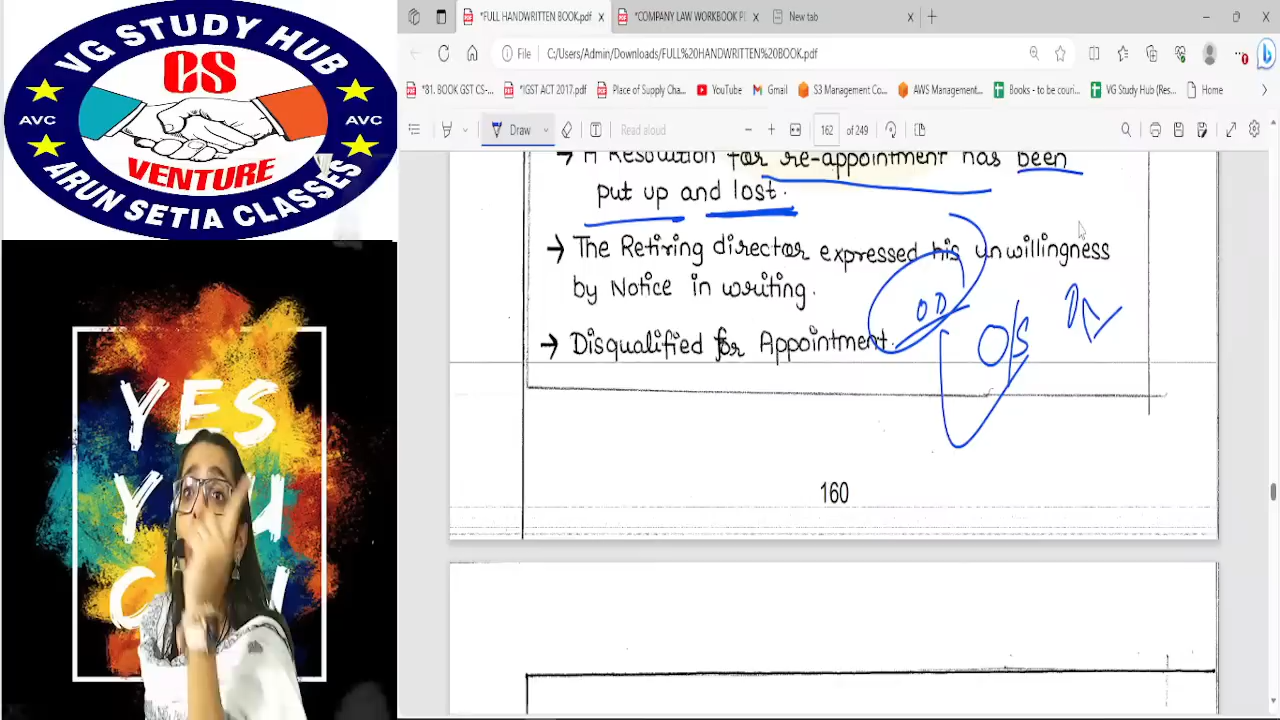 VG STUDY HUB
CS
AVC
AVC
VENTURE
ARUN SETIA CLASSES
YES
Y
C
*FULL HANDWRITTEN BOOK.pdf
*COMPANY LAW WORKBOOK P
New tab
File
C:/Users/Admin/Downloads/FULL%20HANDWRITTEN%20BOOK.pdf
*81. BOOK GST CS-...
*IGST ACT 2017.pdf
Place of Supply Cha...
YouTube
Gmail
S3 Management Co...
AWS Management...
Books - to be couri...
VG Study Hub (Res...
Home
Draw
Read aloud
162 of 249
→ A Resolution for re-appointment has been
put up and lost.
→ The Retiring director expressed his unwillingness
by Notice in writing.
OD
→ Disqualified for Appointment.
O/S
160